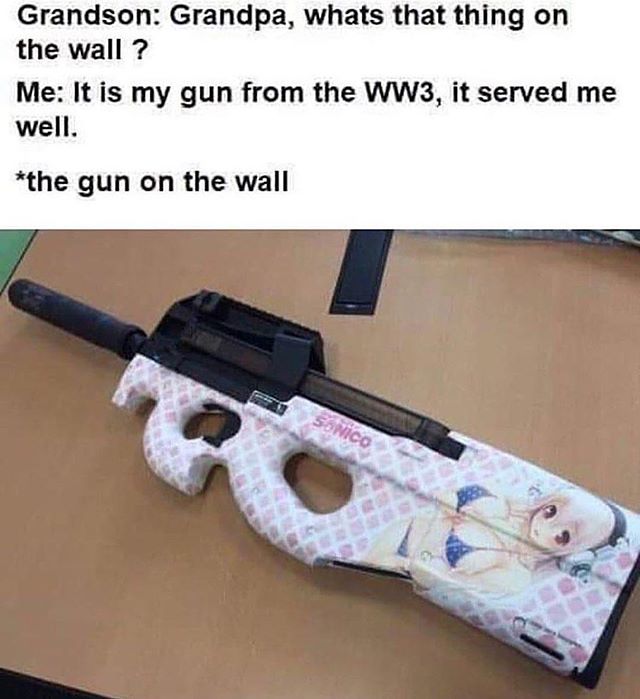 Grandson: Grandpa, whats that thing on
the wall ?
Me: It is my gun from the WW3, it served me
well.
*the gun on the wall
SONICO